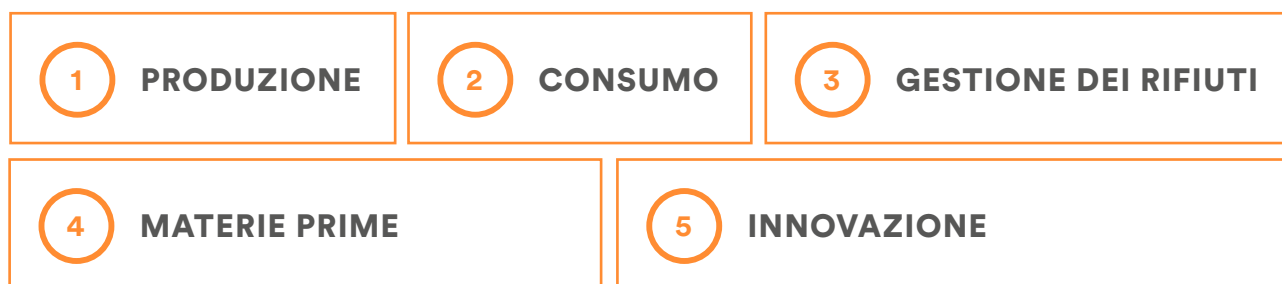 1 PRODUZIONE
2 CONSUMO
3 GESTIONE DEI RIFIUTI
4 MATERIE PRIME
5 INNOVAZIONE